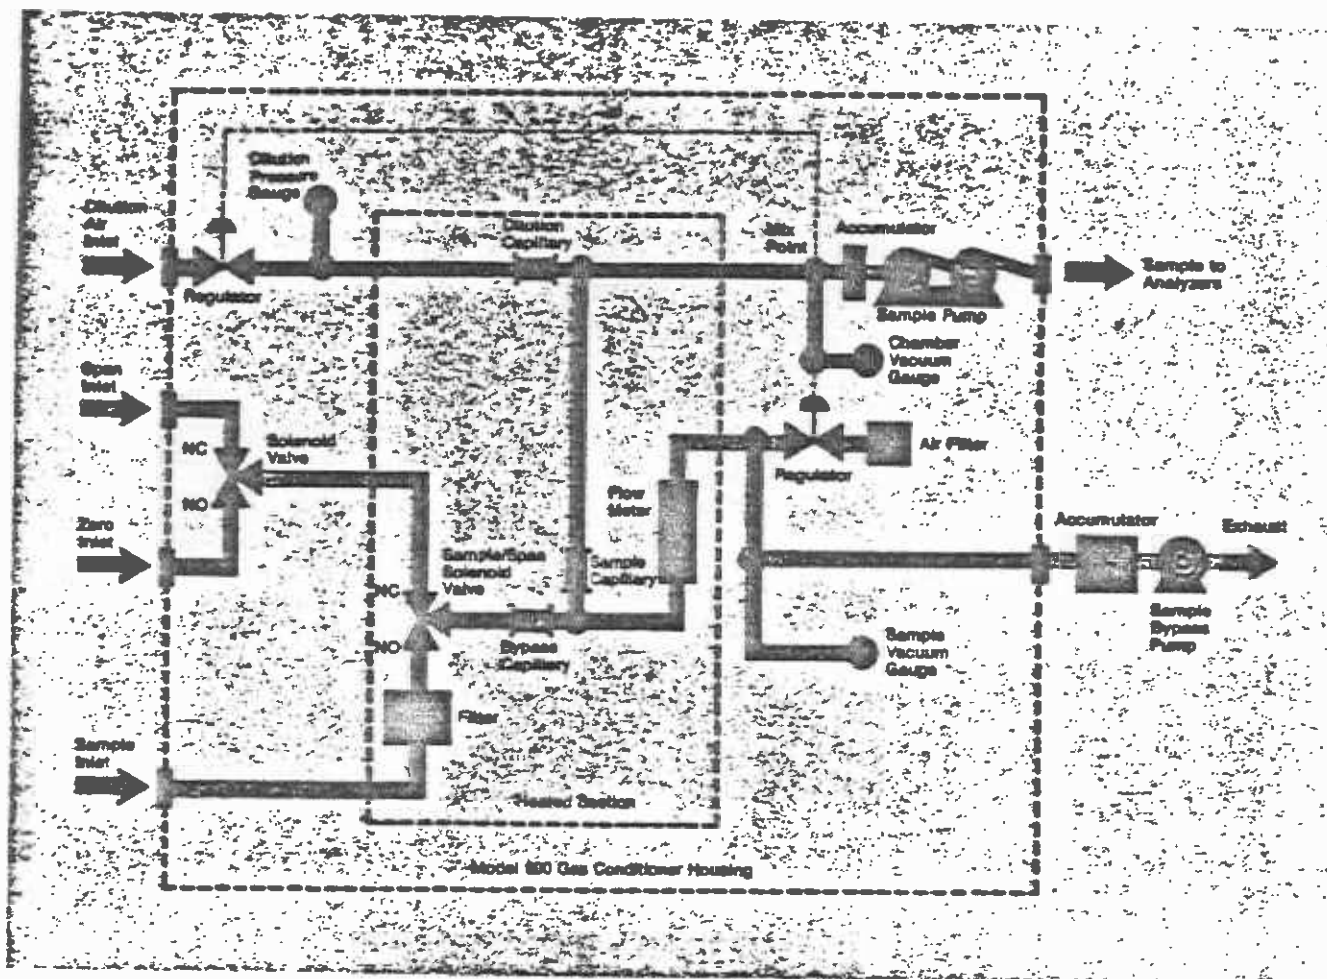 Dilution
Pressure
Gauge
Dilution
Air
Inlet
Regulator
Dilution
Capillary
Mix
Point
Accumulator
Sample Pump
Sample to
Analyzers
Chamber
Vacuum
Gauge
Span
Inlet
NC
Solenoid
Valve
NO
Zero
Inlet
Flow
Meter
Regulator
Air Filter
Accumulator
Exhaust
Sample/Span
Solenoid
Valve
NC
NO
Sample
Capillary
Bypass
Capillary
Sample
Bypass
Pump
Sample
Vacuum
Gauge
Filter
Sample
Inlet
Heated Section
Gas Conditioner Housing